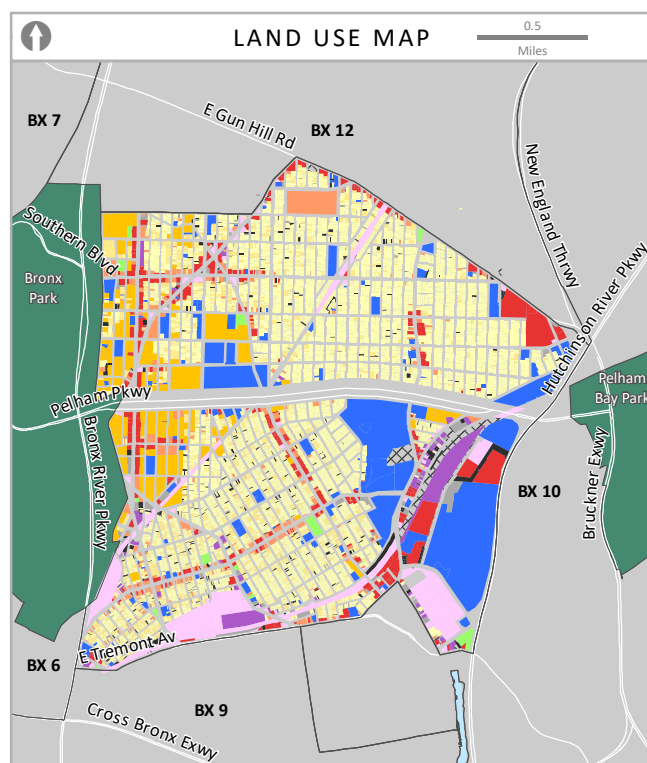 LAND USE MAP
0.5
Miles
BX 7
E Gun Hill Rd
BX 12
New England Thrwy
Southern Blvd
Bronx
Park
Hutchinson River Pkwy
Pelham
Bay Park
Pelham Pkwy
Bronx River Pkwy
Bruckner Exwy
BX 10
E Tremont Av
BX 6
BX 9
Cross Bronx Exwy